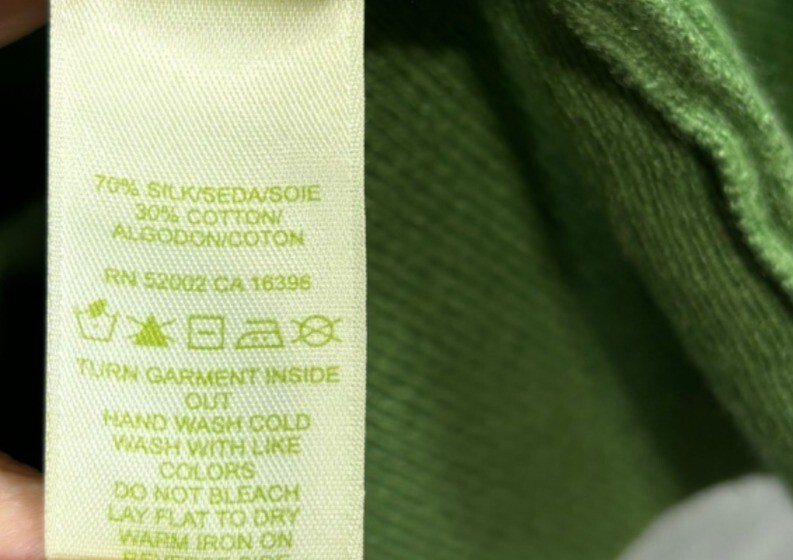 70% SILK/SEDA/SOIE
30% COTTON/
ALGODON/COTON
RN 52002 CA 16396
TURN GARMENT INSIDE
OUT
HAND WASH COLD
WASH WITH LIKE
COLORS
DO NOT BLEACH
LAY FLAT TO DRY
WARM IRON ON